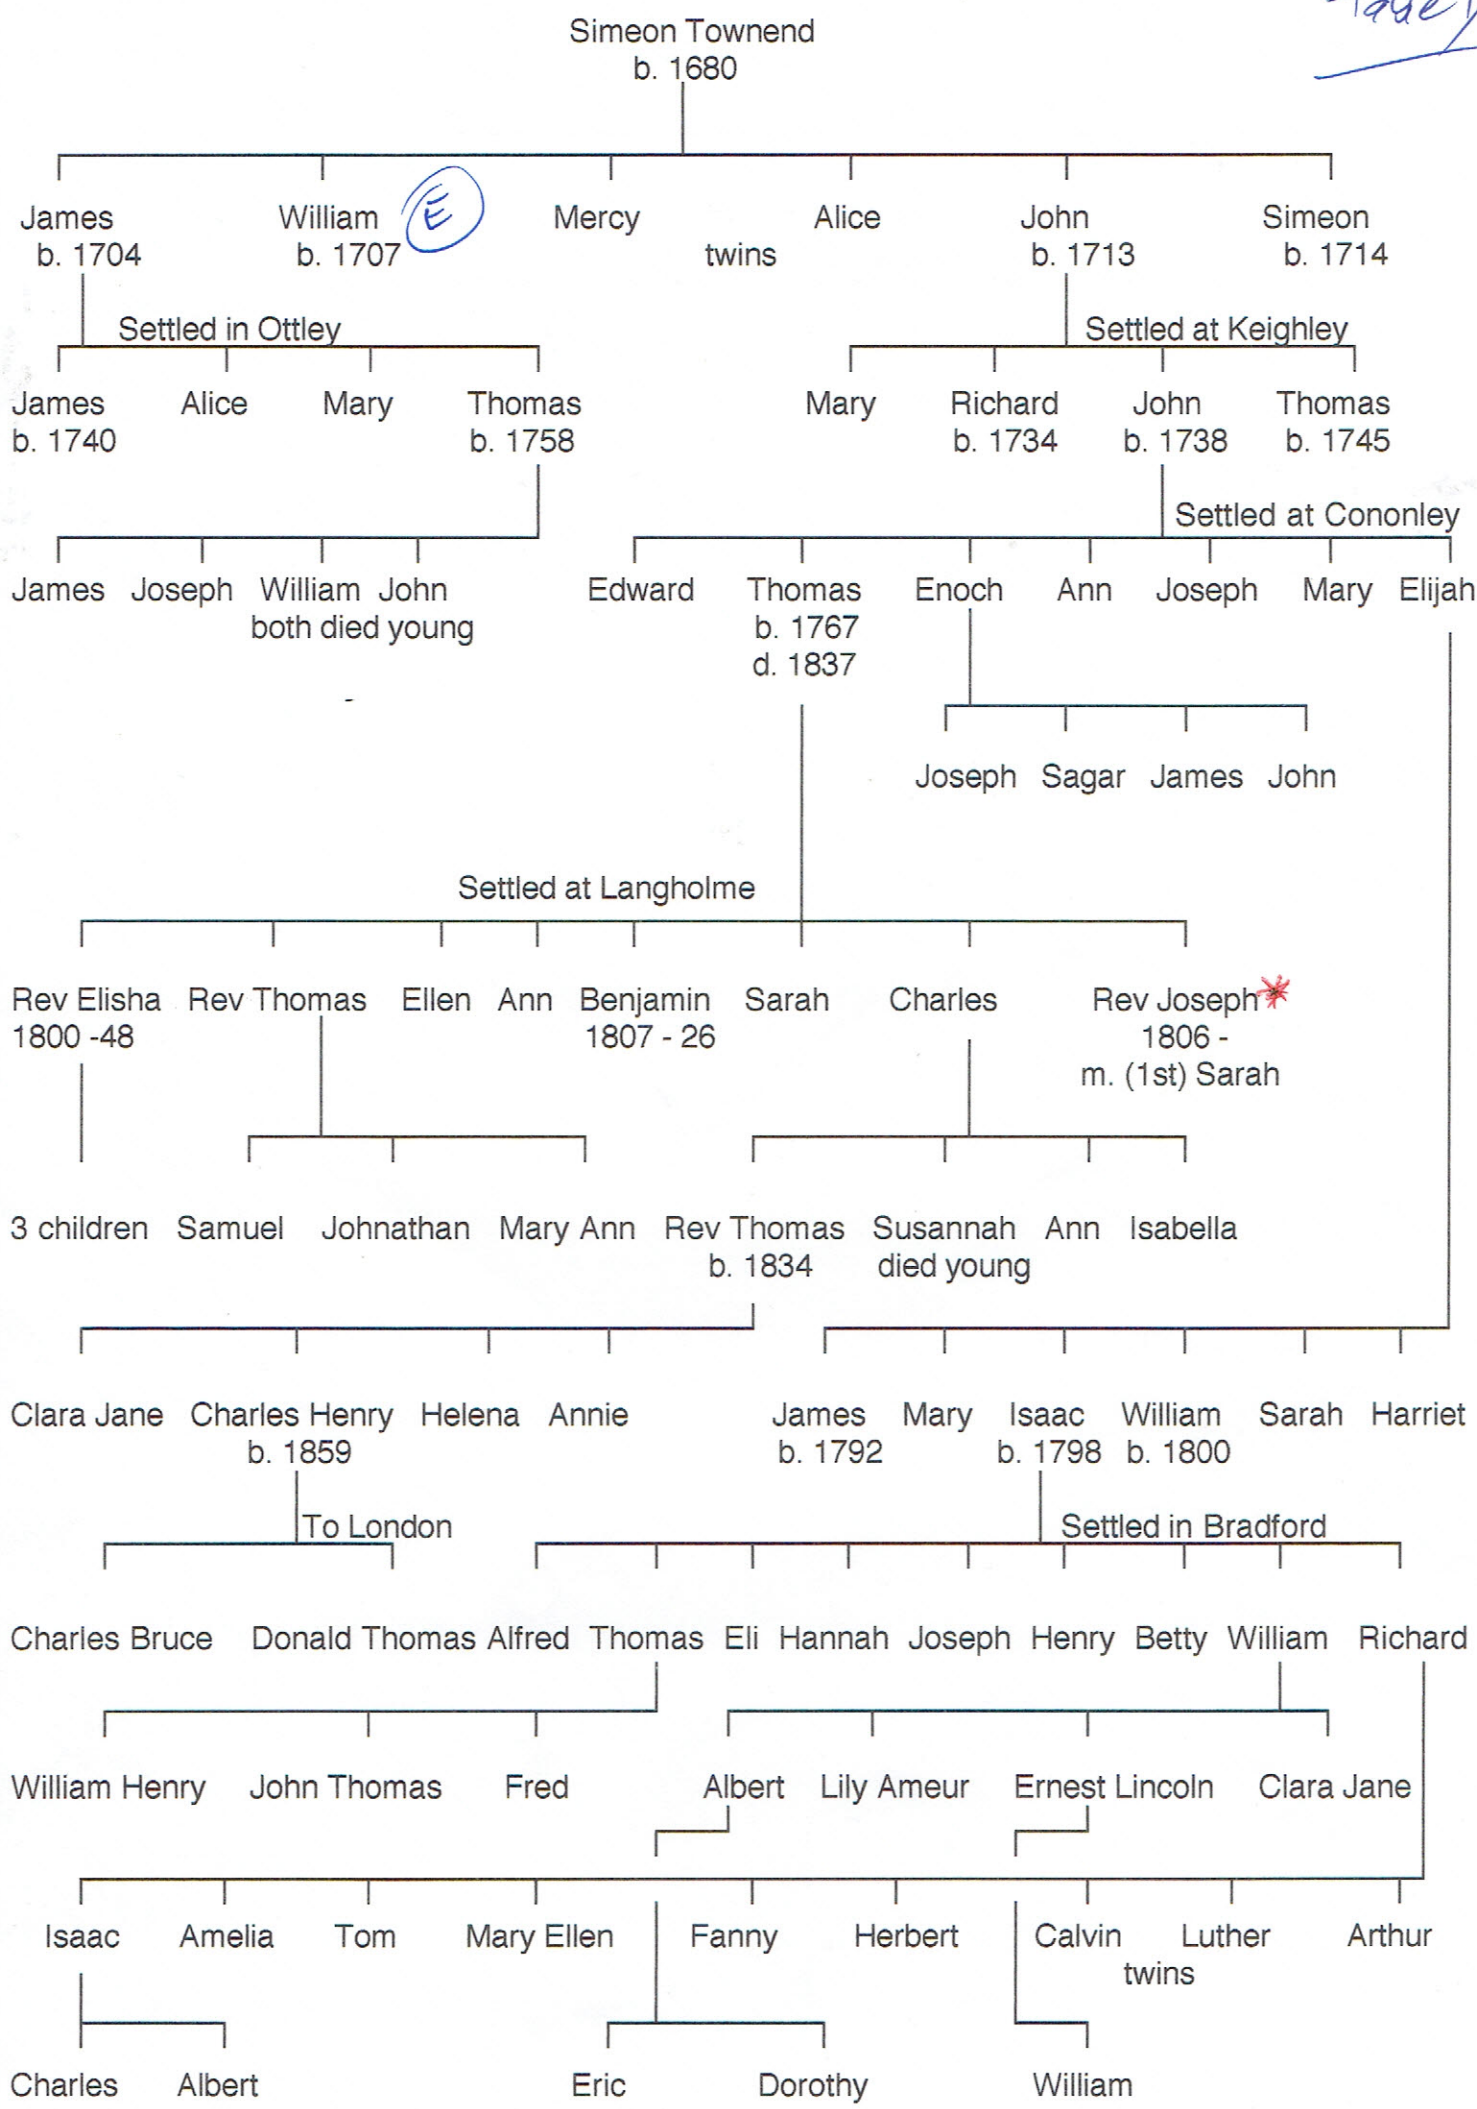 Simeon Townend
b. 1680
James William Ⓔ Mercy Alice John Simeon
b. 1704 b. 1707 twins b. 1713 b. 1714
Settled in Ottley Settled at Keighley
James Alice Mary Thomas Mary Richard John Thomas
b. 1740 b. 1758 b. 1734 b. 1738 b. 1745
Settled at Cononley
James Joseph William John Edward Thomas Enoch Ann Joseph Mary Elijah
both died young b. 1767
d. 1837
Joseph Sagar James John
Settled at Langholme
Rev Elisha Rev Thomas Ellen Ann Benjamin Sarah Charles Rev Joseph
1800 -48 1807 - 26 1806 -
m. (1st) Sarah
3 children Samuel Johnathan Mary Ann Rev Thomas Susannah Ann Isabella
b. 1834 died young
Clara Jane Charles Henry Helena Annie James Mary Isaac William Sarah Harriet
b. 1859 b. 1792 b. 1798 b. 1800
To London Settled in Bradford
Charles Bruce Donald Thomas Alfred Thomas Eli Hannah Joseph Henry Betty William Richard
William Henry John Thomas Fred Albert Lily Ameur Ernest Lincoln Clara Jane
Isaac Amelia Tom Mary Ellen Fanny Herbert Calvin Luther Arthur
twins
Charles Albert Eric Dorothy William